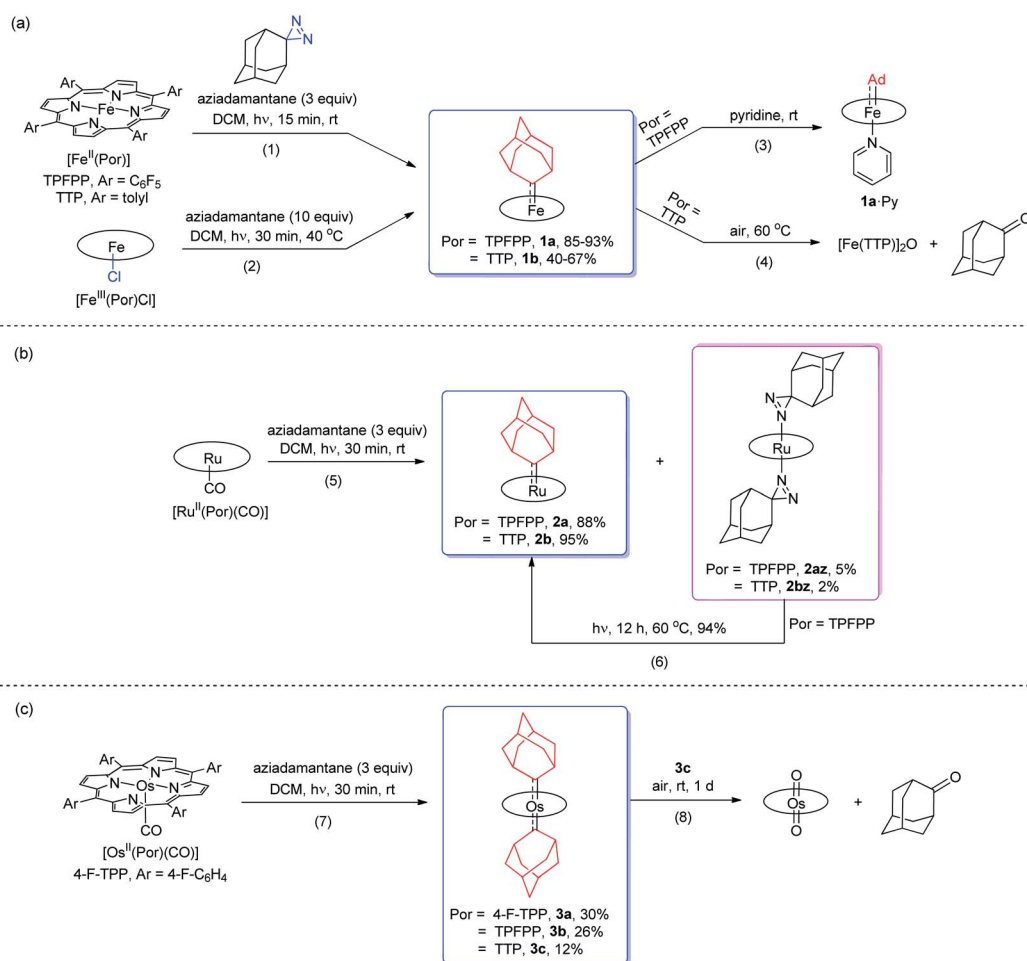 (a)
N
N
aziadamantane (3 equiv)
DCM, hν, 15 min, rt
(1)
Ar
Ar
Ar
Ar
N
N
Fe
N
N
[Fe^II(Por)]
TPFPP, Ar = C6F5
TTP, Ar = tolyl
aziadamantane (10 equiv)
DCM, hν, 30 min, 40 °C
(2)
Fe
Cl
[Fe^III(Por)Cl]
Fe
Por = TPFPP, 1a, 85-93%
= TTP, 1b, 40-67%
Por =
TPFPP
pyridine, rt
(3)
Ad
Fe
N
1a·Py
Por =
TTP
air, 60 °C
(4)
[Fe(TTP)]2O + O
(b)
Ru
CO
[Ru^II(Por)(CO)]
aziadamantane (3 equiv)
DCM, hν, 30 min, rt
(5)
Ru
Por = TPFPP, 2a, 88%
= TTP, 2b, 95%
+
N
N
Ru
N
N
Por = TPFPP, 2az, 5%
= TTP, 2bz, 2%
Por = TPFPP
hν, 12 h, 60 °C, 94%
(6)
(c)
Ar
Ar
Ar
Ar
N
N
Os
N
N
CO
[Os^II(Por)(CO)]
4-F-TPP, Ar = 4-F-C6H4
aziadamantane (3 equiv)
DCM, hν, 30 min, rt
(7)
Os
Por = 4-F-TPP, 3a, 30%
= TPFPP, 3b, 26%
= TTP, 3c, 12%
3c
air, rt, 1 d
(8)
O
Os
O
+
O